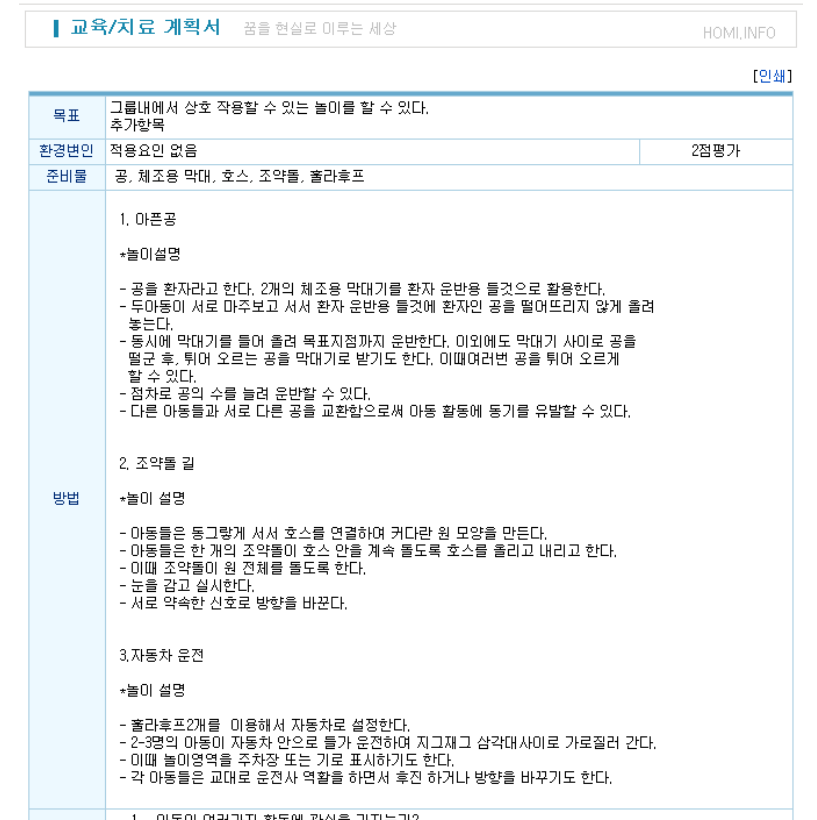 교육/치료 계획서 꿈을 현실로 이루는 세상 HOMI.INFO
[인쇄]
목표
그룹내에서 상호 작용할 수 있는 놀이를 할 수 있다.
추가항목
환경변인 적용요인 없음 2점평가
준비물 공, 체조용 막대, 호스, 조약돌, 훌라후프
방법
1. 아픈공
*놀이설명
- 공을 환자라고 한다. 2개의 체조용 막대기를 환자 운반용 들것으로 활용한다.
- 두아동이 서로 마주보고 서서 환자 운반용 들것에 환자인 공을 떨어뜨리지 않게 올려
놓는다.
- 동시에 막대기를 들어 올려 목표지점까지 운반한다. 이외에도 막대기 사이로 공을
떨군 후, 튀어 오르는 공을 막대기로 받기도 한다. 이때여러번 공을 튀어 오르게
할 수 있다.
- 점차로 공의 수를 늘려 운반할 수 있다.
- 다른 아동들과 서로 다른 공을 교환함으로써 아동 활동에 동기를 유발할 수 있다.
2. 조약돌 길
*놀이 설명
- 아동들은 동그랗게 서서 호스를 연결하여 커다란 원 모양을 만든다.
- 아동들은 한 개의 조약돌이 호스 안을 계속 돌도록 호스를 올리고 내리고 한다.
- 이때 조약돌이 원 전체를 돌도록 한다.
- 눈을 감고 실시한다.
- 서로 약속한 신호로 방향을 바꾼다.
3.자동차 운전
*놀이 설명
- 훌라후프2개를 이용해서 자동차로 설정한다.
- 2-3명의 아동이 자동차 안으로 들가 운전하며 지그재그 삼각대사이로 가로질러 간다.
- 이때 놀이영역을 주차장 또는 기로 표시하기도 한다.
- 각 아동들은 교대로 운전사 역활을 하면서 후진 하거나 방향을 바꾸기도 한다.
1. 아동이 여러가지 활동에 관심을 가지는가?